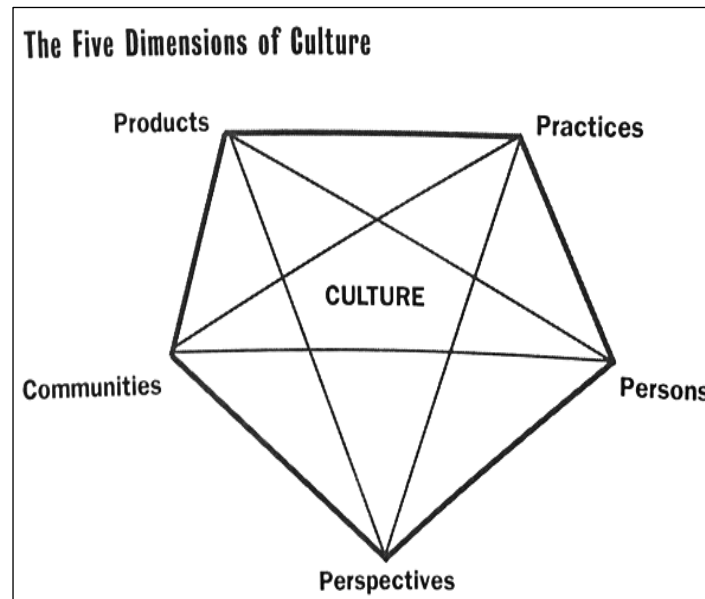 The Five Dimensions of Culture
Products
Practices
CULTURE
Communities
Persons
Perspectives